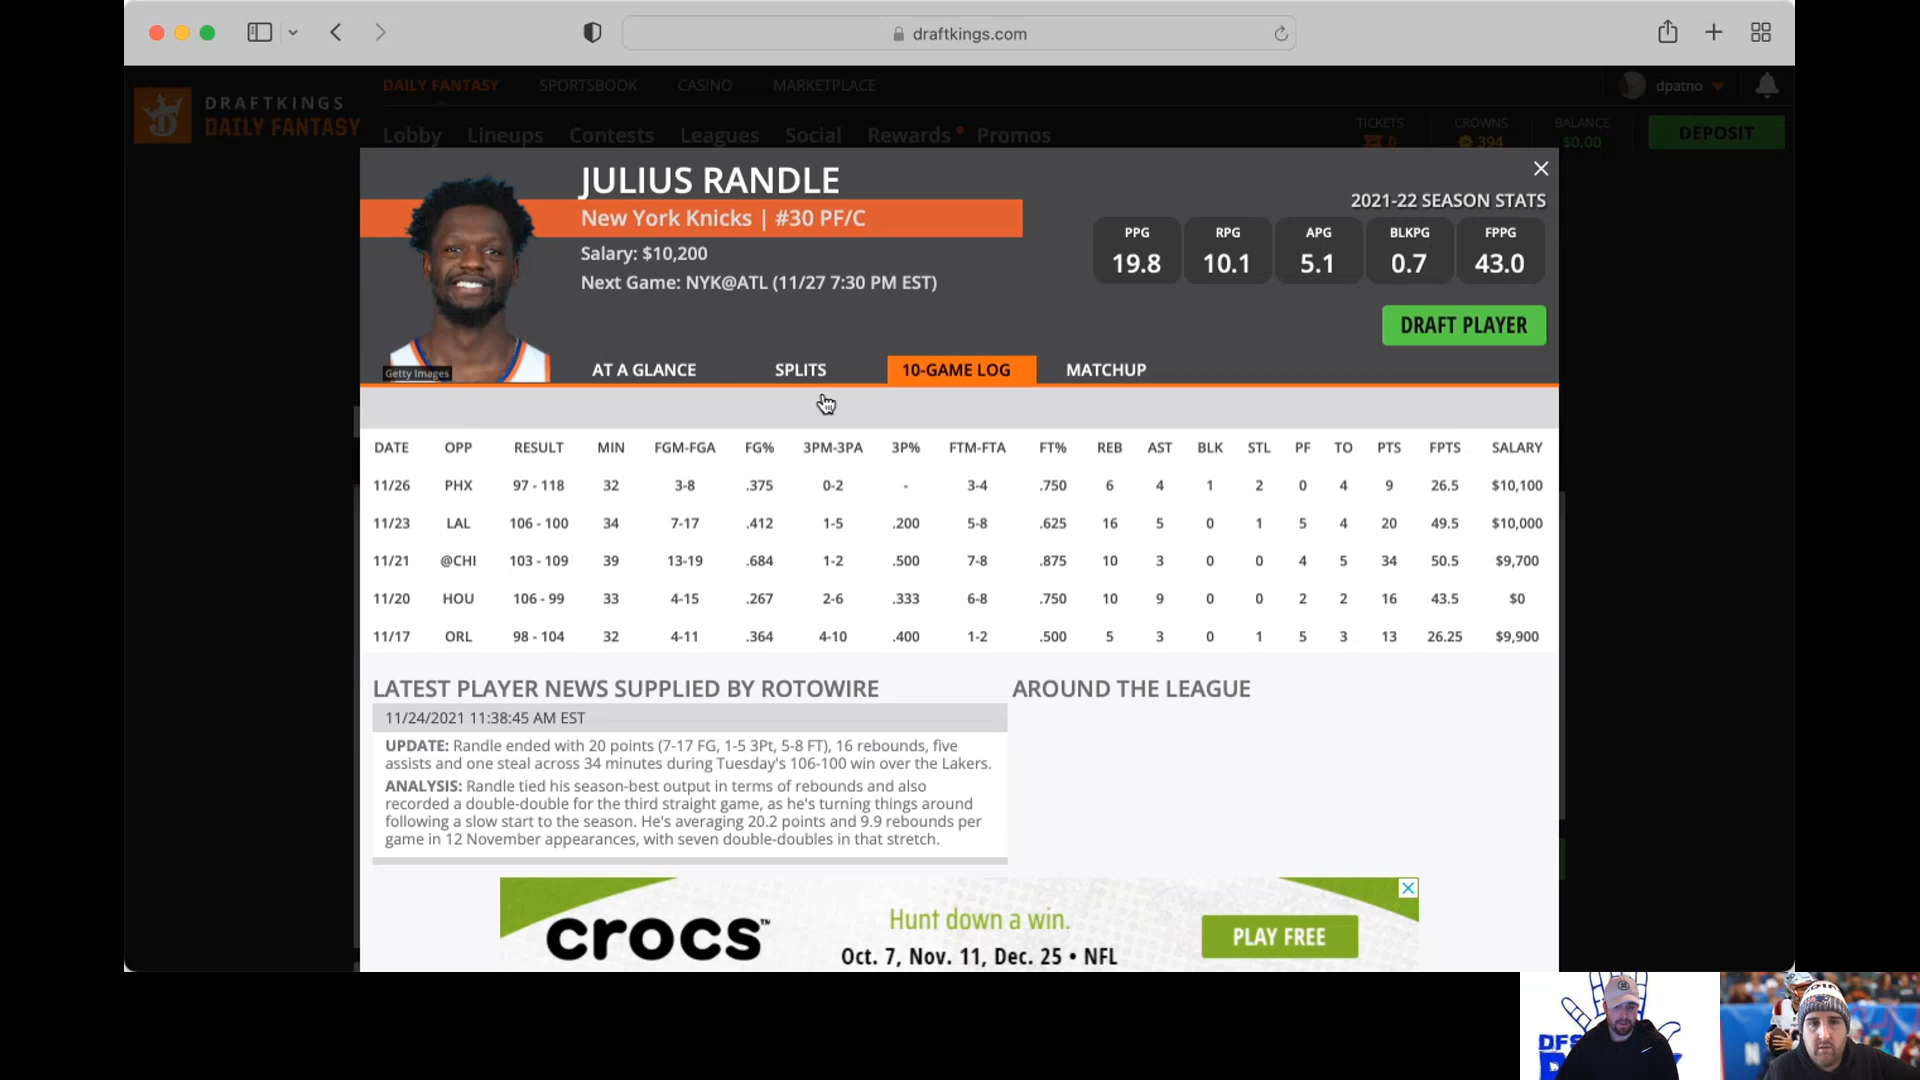 draftkings.com
DRAFTKINGS
DAILY FANTASY
DAILY FANTASY SPORTSBOOK CASINO MARKETPLACE
dpatno
Lobby Lineups Contests Leagues Social Rewards Promos
TICKETS CROWNS BALANCE
0 394 $0.00
DEPOSIT
JULIUS RANDLE
New York Knicks | #30 PF/C
Salary: $10,200
Next Game: NYK@ATL (11/27 7:30 PM EST)
2021-22 SEASON STATS
PPG RPG APG BLKPG FPPG
19.8 10.1 5.1 0.7 43.0
DRAFT PLAYER
Getty Images
AT A GLANCE SPLITS 10-GAME LOG MATCHUP
DATE OPP RESULT MIN FGM-FGA FG% 3PM-3PA 3P% FTM-FTA FT% REB AST BLK STL PF TO PTS FPTS SALARY
11/26 PHX 97 - 118 32 3-8 .375 0-2 - 3-4 .750 6 4 1 2 0 4 9 26.5 $10,100
11/23 LAL 106 - 100 34 7-17 .412 1-5 .200 5-8 .625 16 5 0 1 5 4 20 49.5 $10,000
11/21 @CHI 103 - 109 39 13-19 .684 1-2 .500 7-8 .875 10 3 0 0 4 5 34 50.5 $9,700
11/20 HOU 106 - 99 33 4-15 .267 2-6 .333 6-8 .750 10 9 0 0 2 2 16 43.5 $0
11/17 ORL 98 - 104 32 4-11 .364 4-10 .400 1-2 .500 5 3 0 1 5 3 13 26.25 $9,900
LATEST PLAYER NEWS SUPPLIED BY ROTOWIRE
AROUND THE LEAGUE
11/24/2021 11:38:45 AM EST
UPDATE: Randle ended with 20 points (7-17 FG, 1-5 3Pt, 5-8 FT), 16 rebounds, five
assists and one steal across 34 minutes during Tuesday's 106-100 win over the Lakers.
ANALYSIS: Randle tied his season-best output in terms of rebounds and also
recorded a double-double for the third straight game, as he's turning things around
following a slow start to the season. He's averaging 20.2 points and 9.9 rebounds per
game in 12 November appearances, with seven double-doubles in that stretch.
crocs™
Hunt down a win.
Oct. 7, Nov. 11, Dec. 25 • NFL
PLAY FREE
DFS